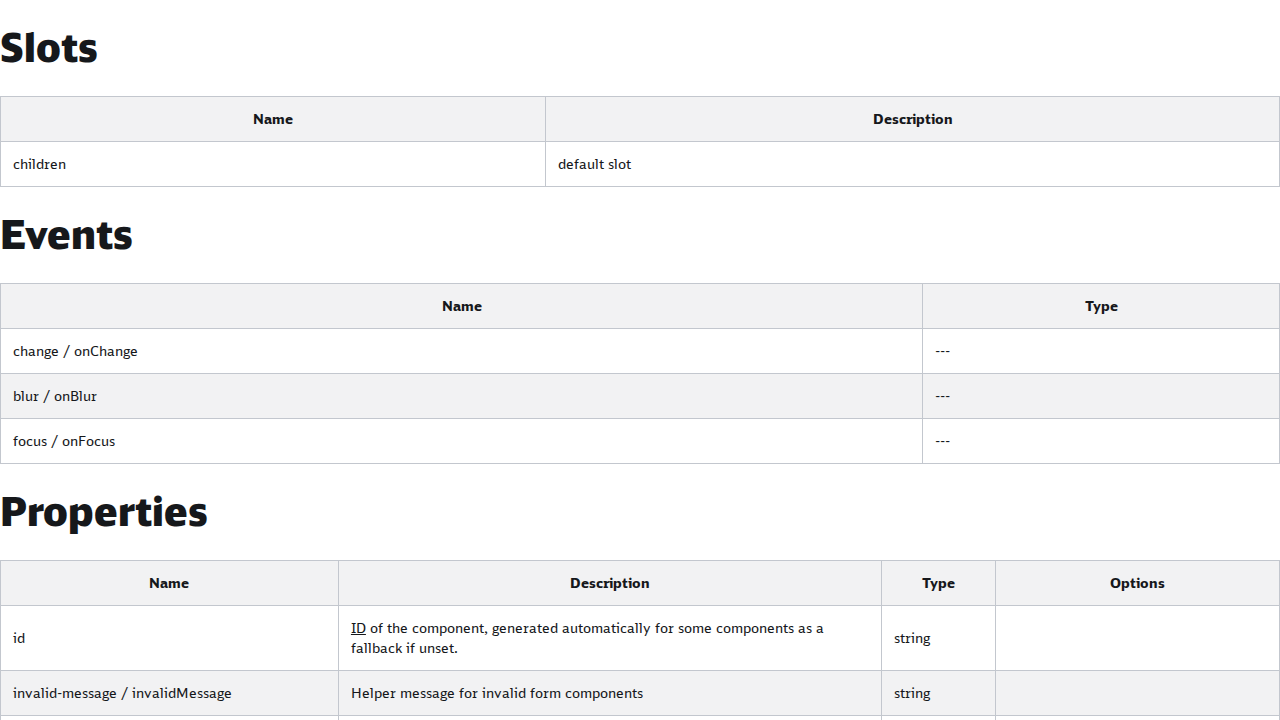 Slots
Name Description
children default slot
Events
Name Type
change / onChange ---
blur / onBlur ---
focus / onFocus ---
Properties
Name Description Type Options
id ID of the component, generated automatically for some components as a fallback if unset. string
invalid-message / invalidMessage Helper message for invalid form components string